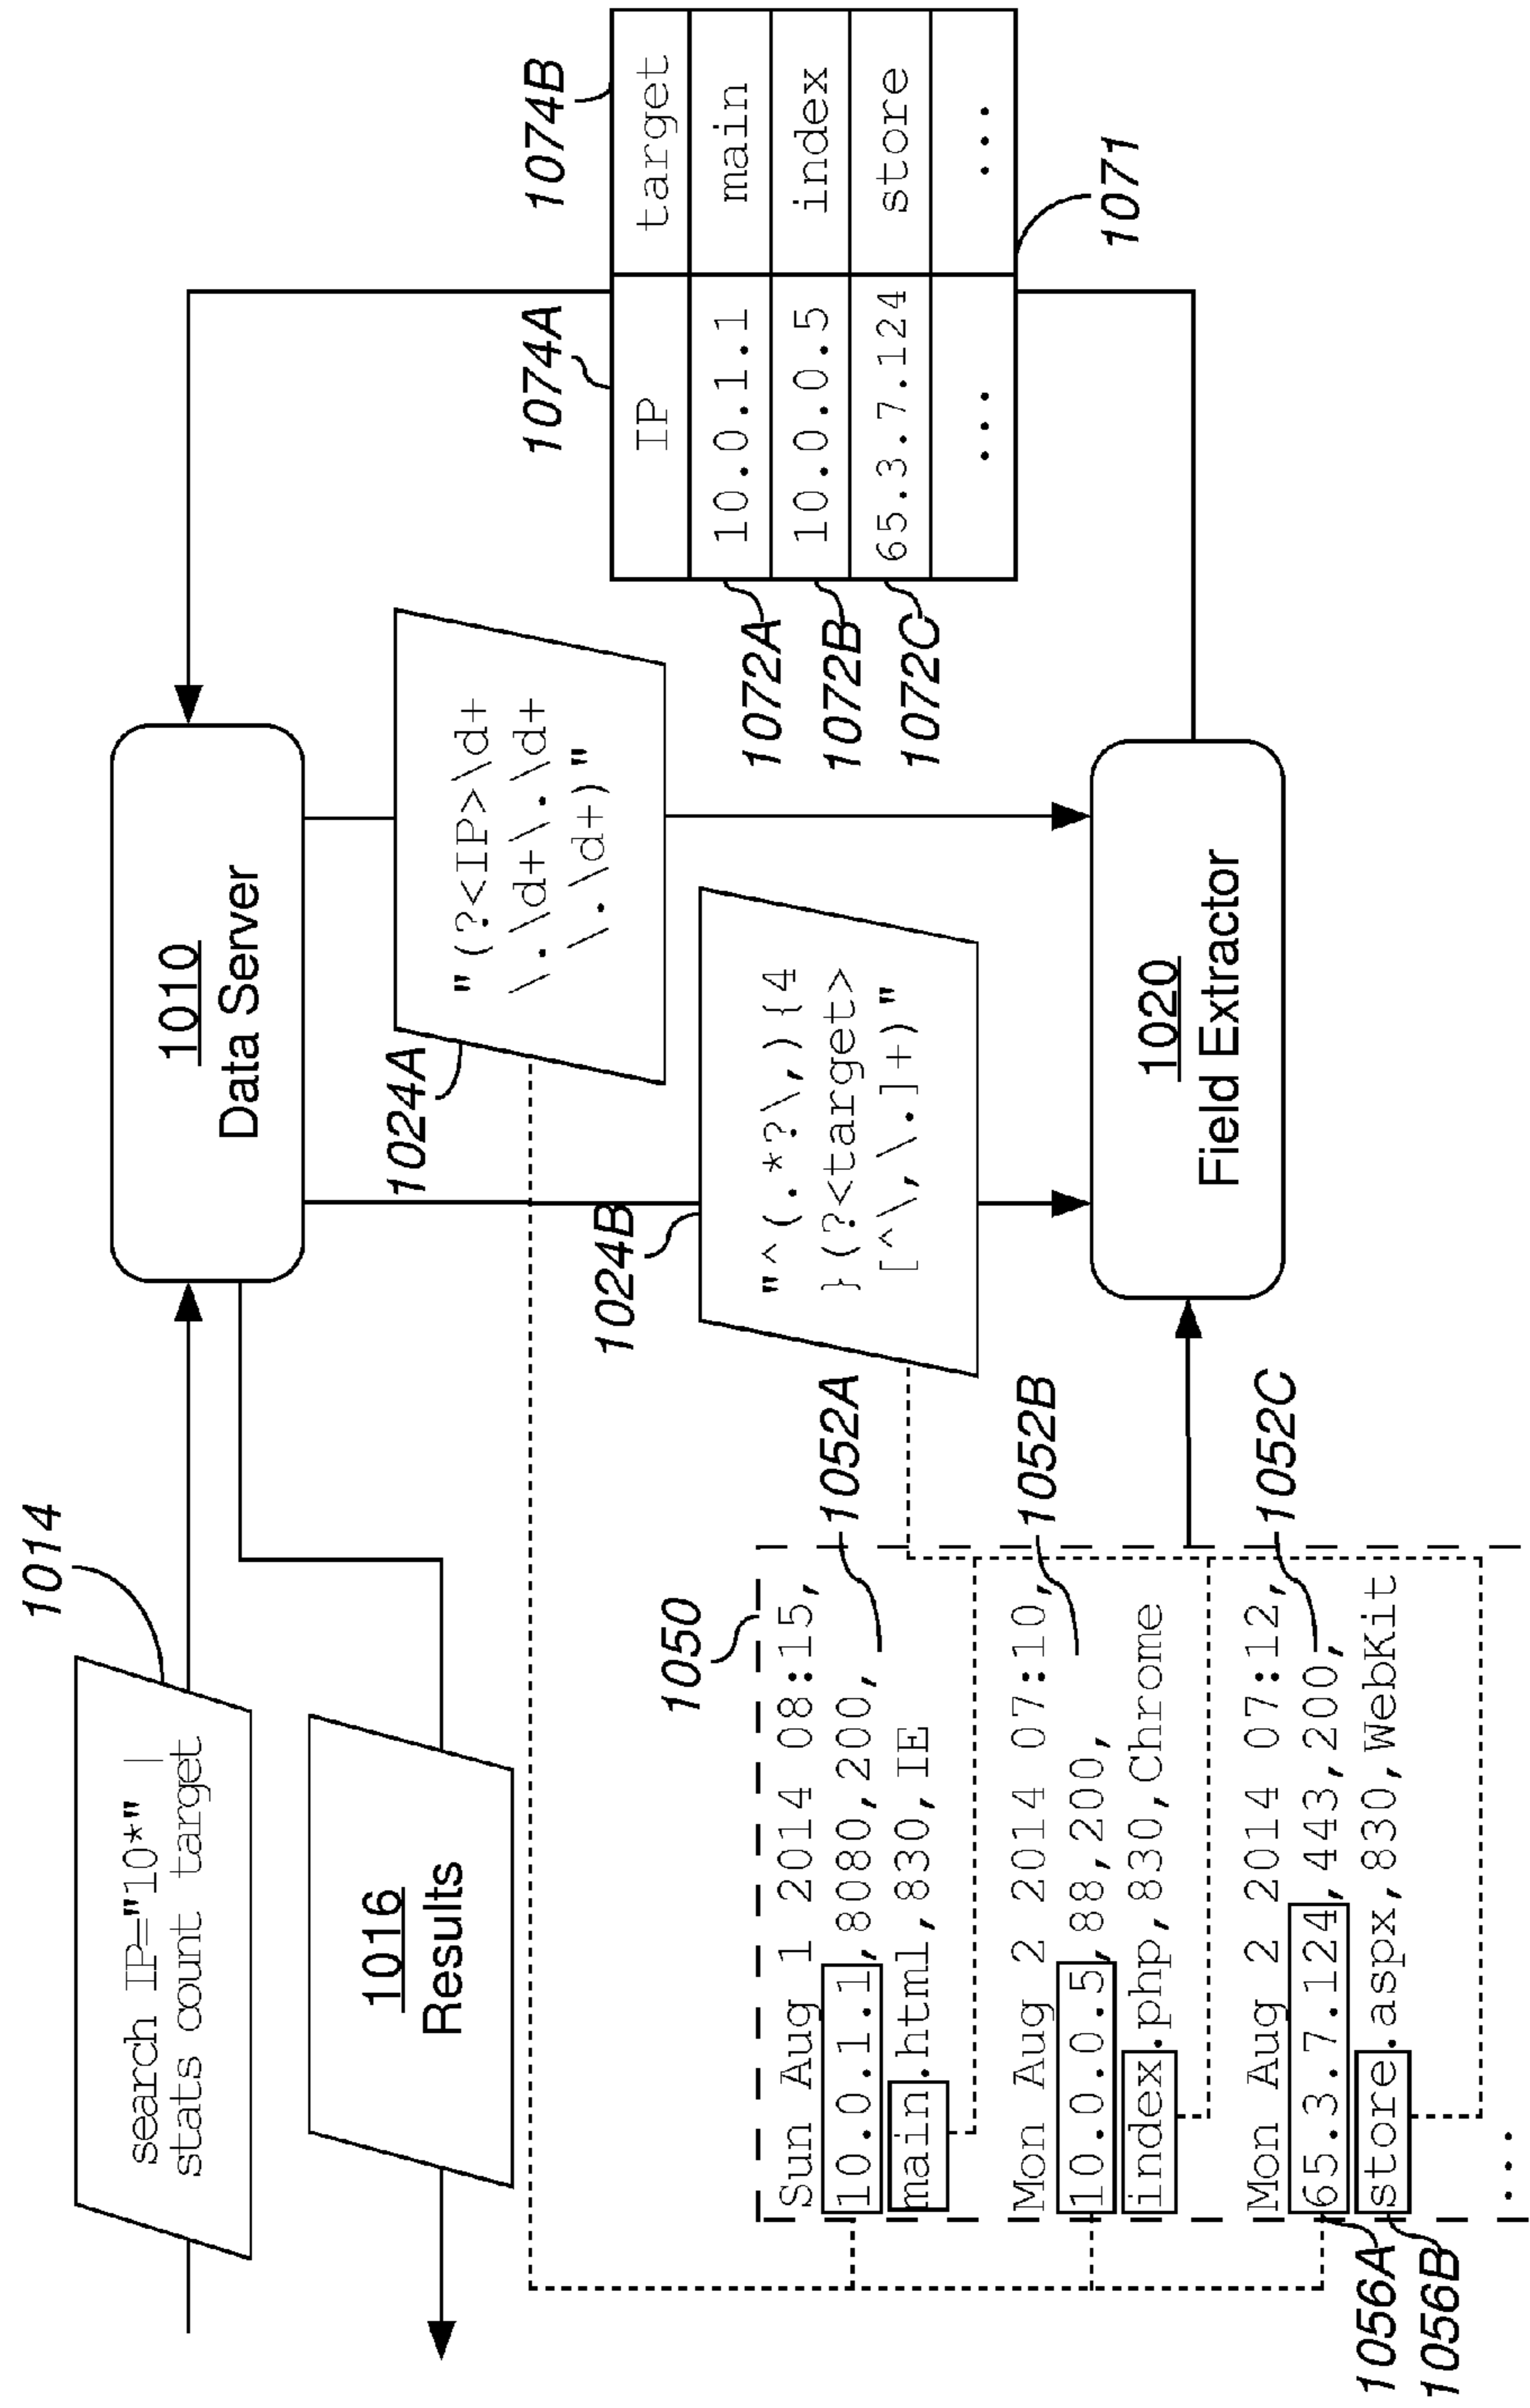 1014
search IP="10*" |
stats count target
1016
Results
1010
Data Server
1024A
"(?<IP>\d+
\.\d+\.\d+
\.\d+)"
1024B
"^(.*?\,){4
}(?<target>
[^\,\.]+)"
1074A
1074B
IP target
10.0.1.1 main
10.0.0.5 index
65.3.7.124 store
... ...
1072A
1072B
1072C
1071
1050
Sun Aug 1 2014 08:15,
10.0.1.1,8080,200,
main.html,830,IE
1052A
Mon Aug 2 2014 07:10,
10.0.0.5,88,200,
index.php,830,Chrome
1052B
Mon Aug 2 2014 07:12,
65.3.7.124,443,200,
store.aspx,830,WebKit
1052C
...
1056A
1056B
1020
Field Extractor